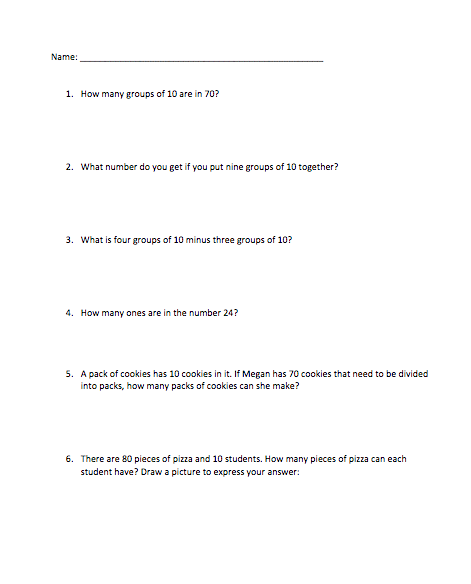 Name: ______________________________
1. How many groups of 10 are in 70?
2. What number do you get if you put nine groups of 10 together?
3. What is four groups of 10 minus three groups of 10?
4. How many ones are in the number 24?
5. A pack of cookies has 10 cookies in it. If Megan has 70 cookies that need to be divided
into packs, how many packs of cookies can she make?
6. There are 80 pieces of pizza and 10 students. How many pieces of pizza can each
student have? Draw a picture to express your answer: